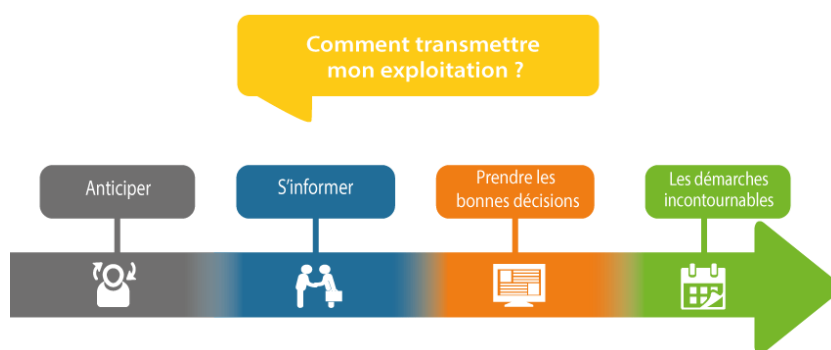 Comment transmettre
mon exploitation ?
Anticiper
S'informer
Prendre les
bonnes décisions
Les démarches
incontournables